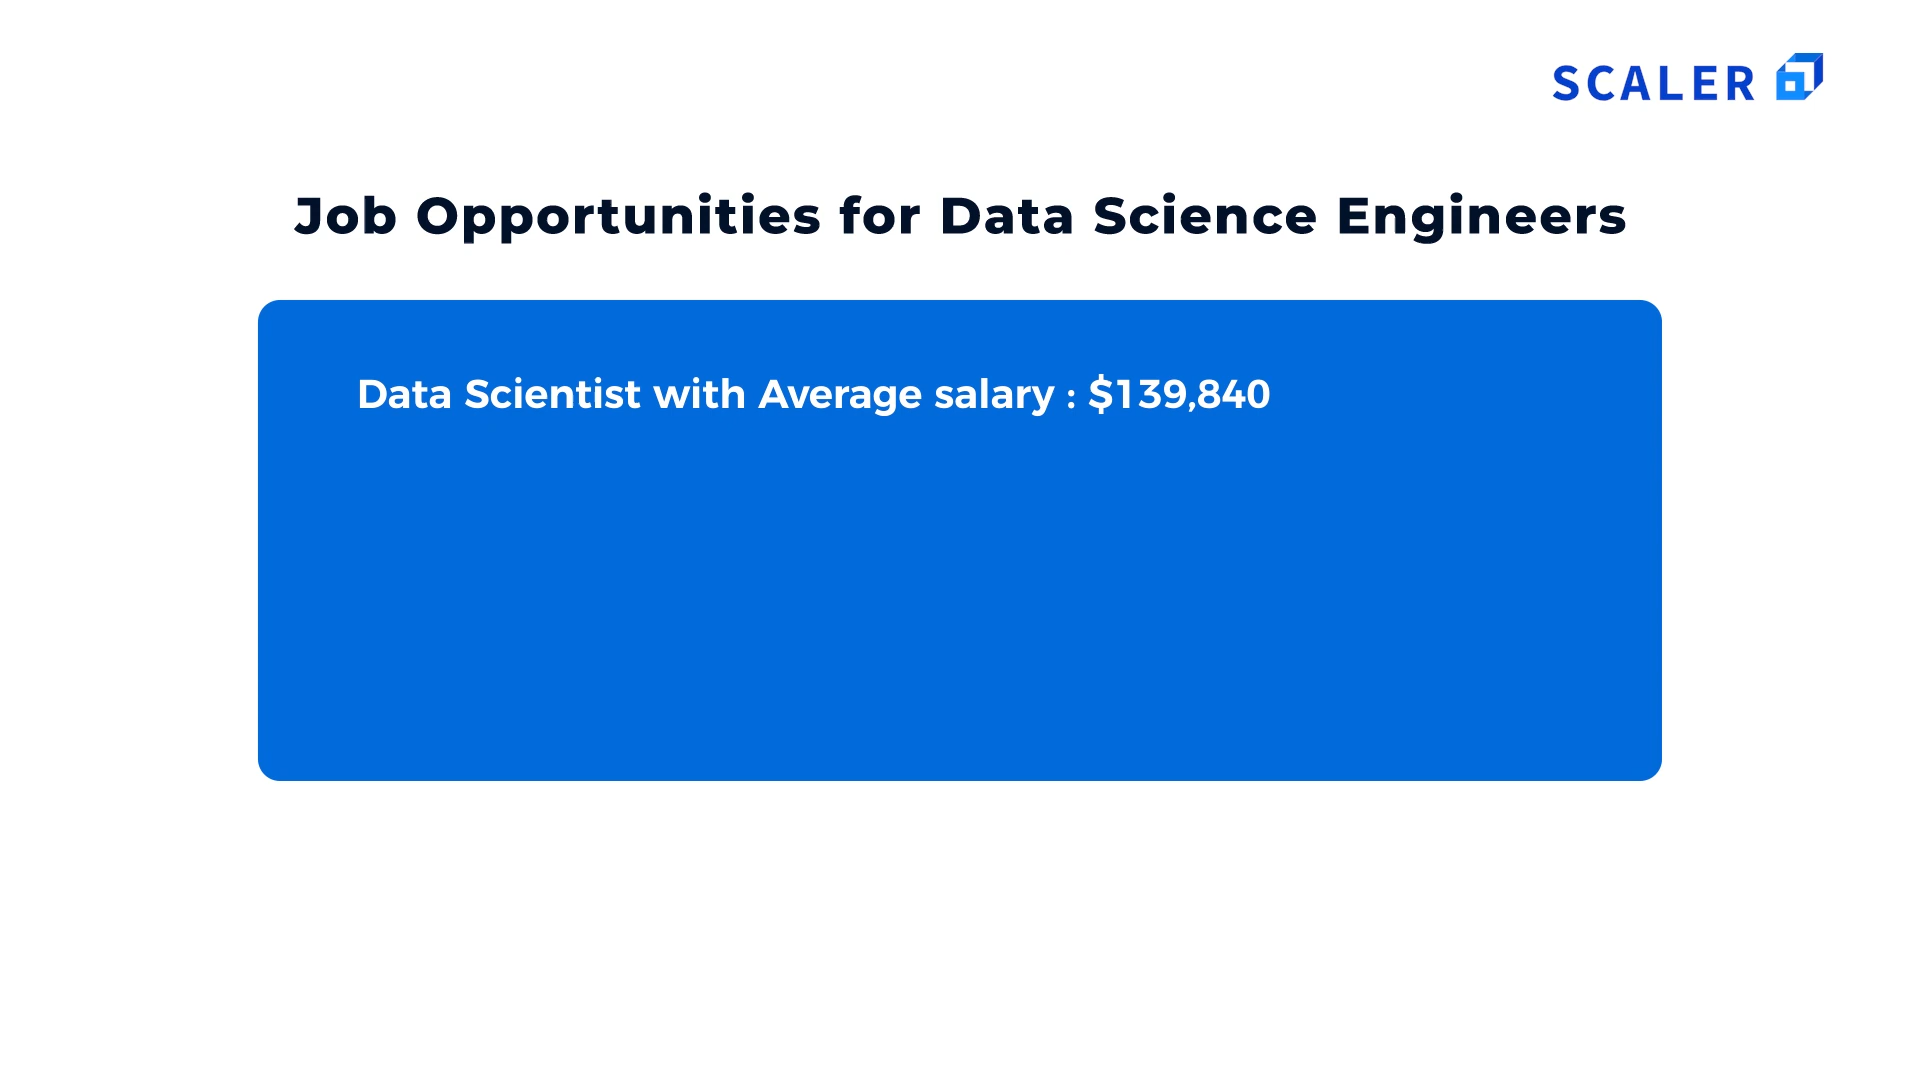 SCALER
Job Opportunities for Data Science Engineers
Data Scientist with Average salary : $139,840